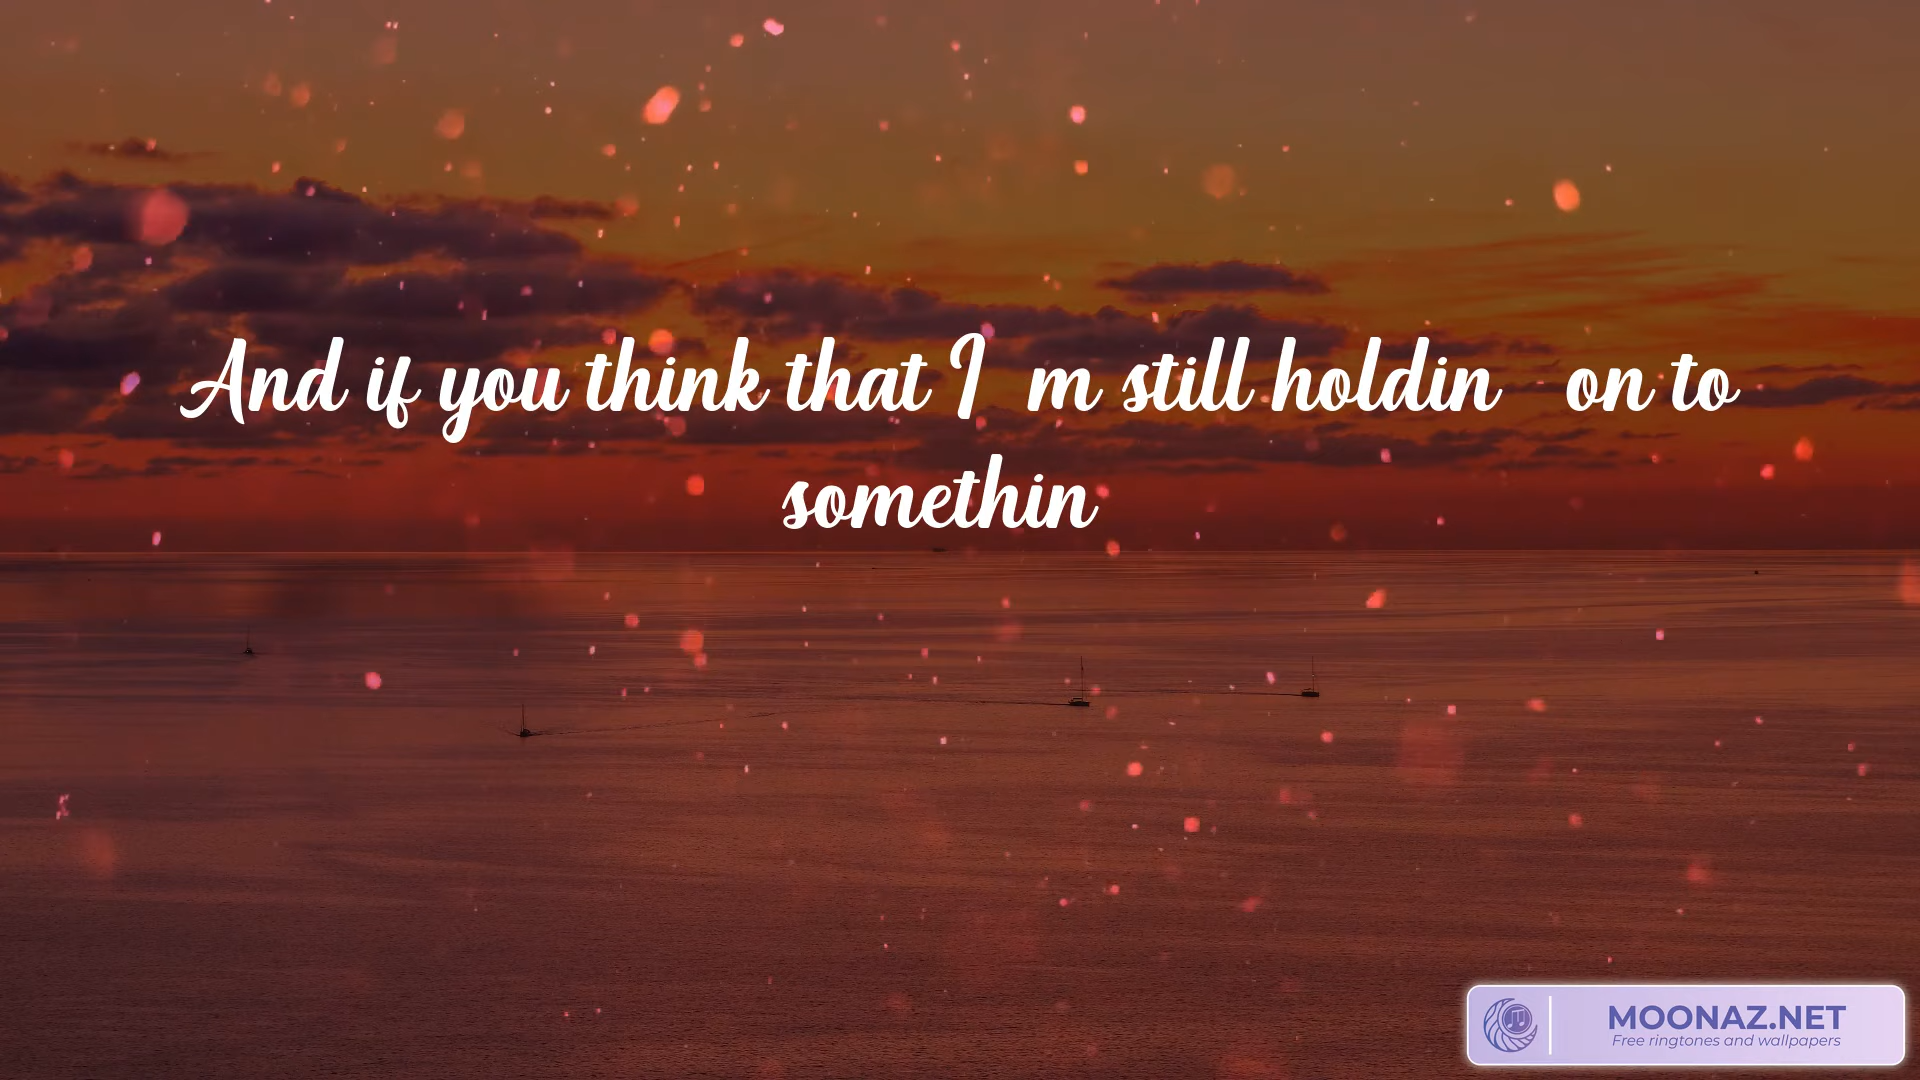 And if you think that I m still holdin on to
somethin
MOONAZ.NET
Free ringtones and wallpapers